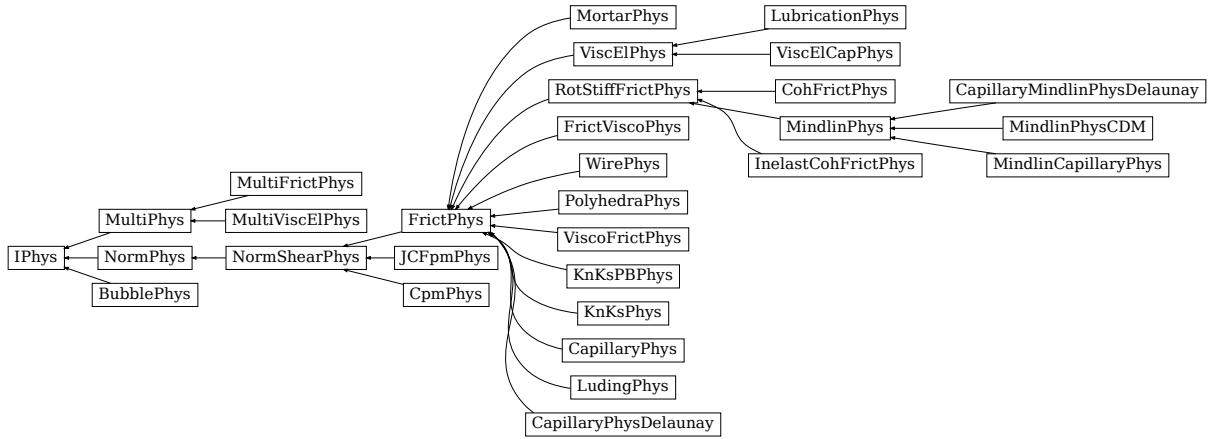 MortarPhys
LubricationPhys
ViscElPhys
ViscElCapPhys
RotStiffFrictPhys
CohFrictPhys
CapillaryMindlinPhysDelaunay
FrictViscoPhys
MindlinPhys
MindlinPhysCDM
WirePhys
InelastCohFrictPhys
MindlinCapillaryPhys
MultiFrictPhys
PolyhedraPhys
MultiPhys
MultiViscElPhys
FrictPhys
ViscoFrictPhys
IPhys
NormPhys
NormShearPhys
JCFpmPhys
KnKsPBPhys
BubblePhys
CpmPhys
KnKsPhys
CapillaryPhys
LudingPhys
CapillaryPhysDelaunay